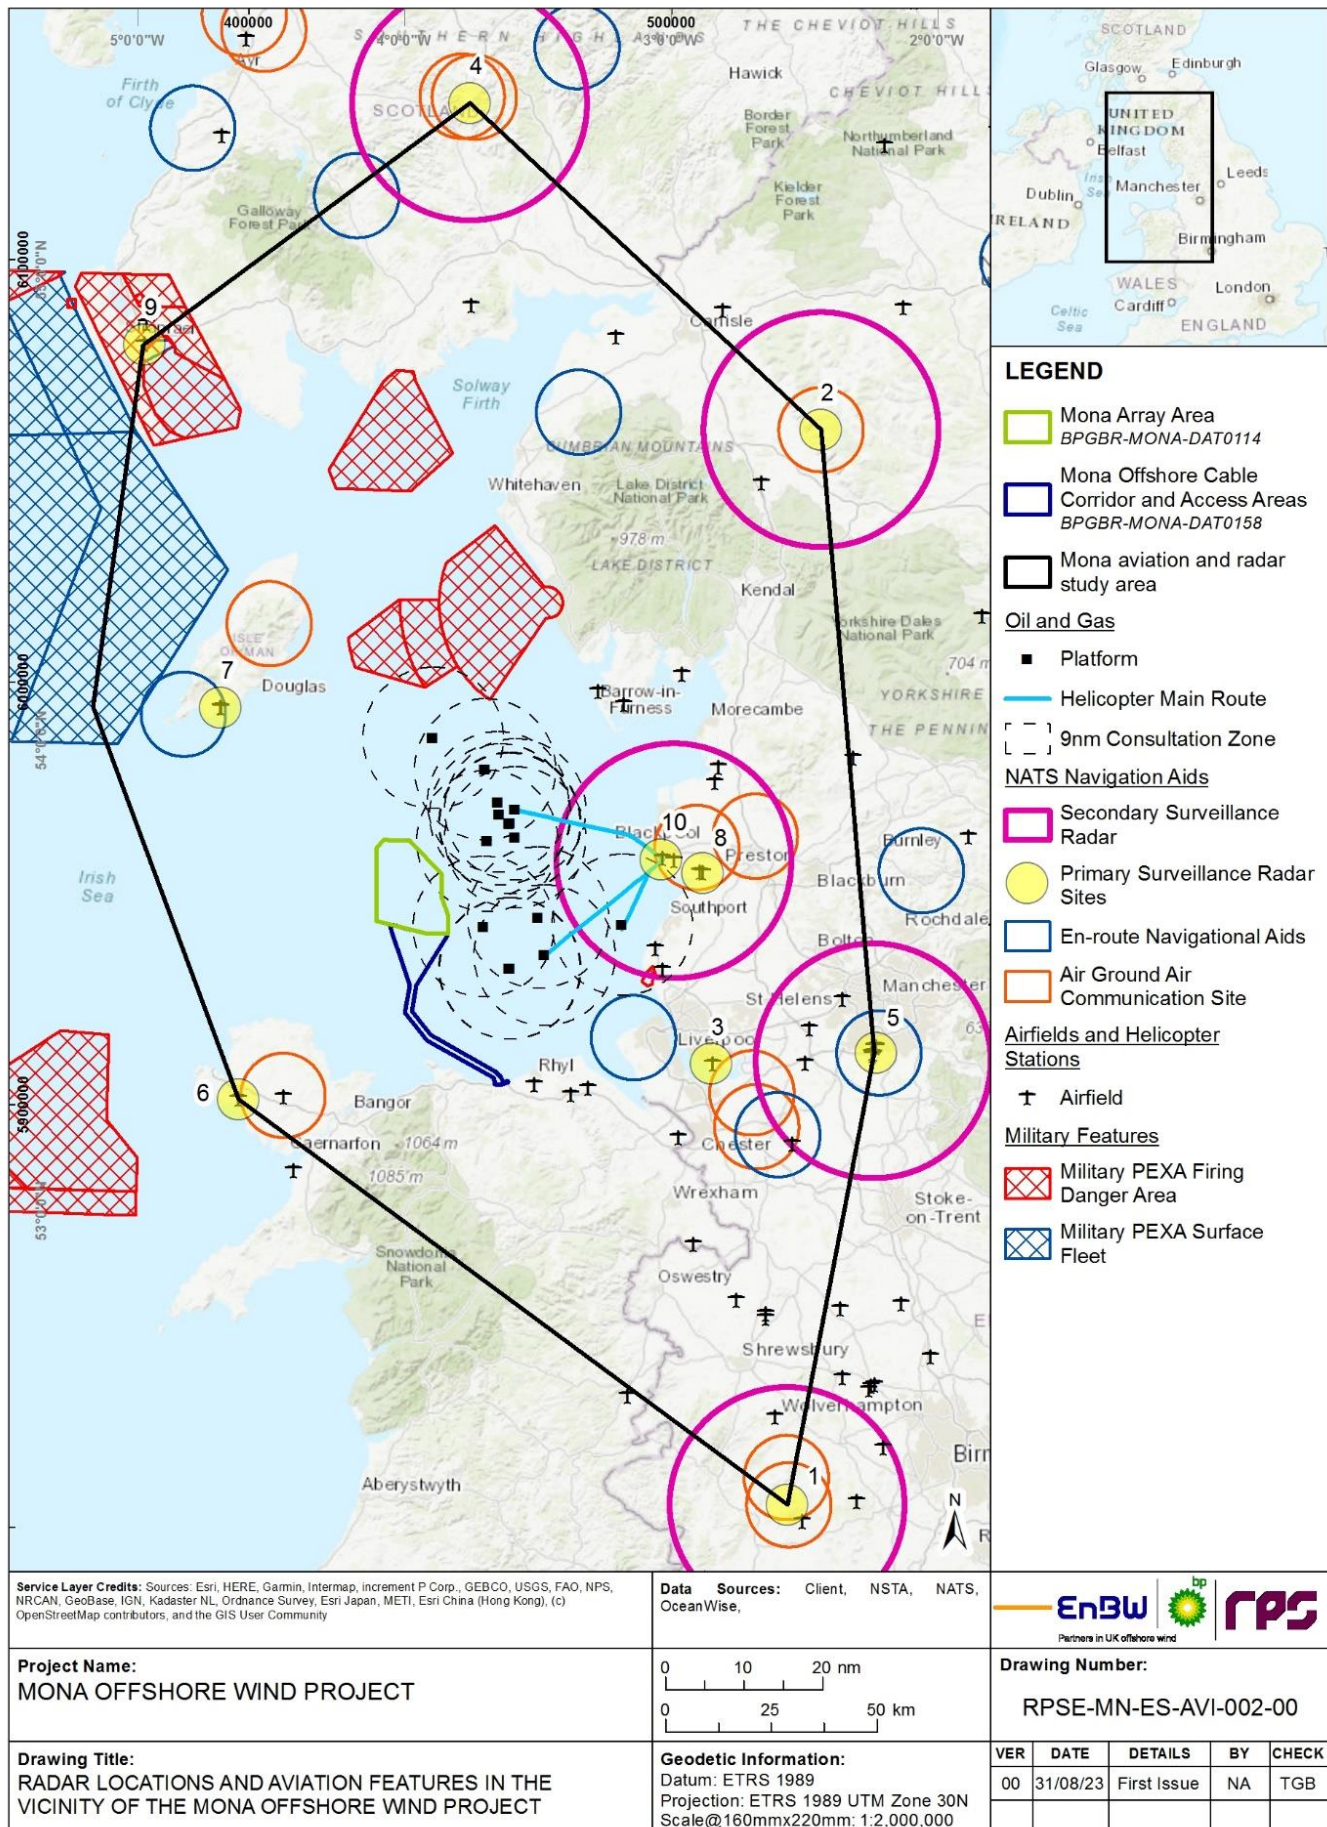 400000
500000
5°0'0"W
4°0'0"W
3°0'0"W
2°0'0"W
SOUTHERN HIGHLANDS
THE CHEVIOT HILLS
Ayr
4
Hawick
CHEVIOT HILLS
Firth
of Clyde
SCOTLAND
Border
Forest
Park
Northumberland
National Park
Kielder
Forest
Park
Galloway
Forest Park
6100000
9
Stranraer
Carlisle
Solway
Firth
2
CUMBRIAN MOUNTAINS
Whitehaven
Lake District
National Park
978 m
LAKE DISTRICT
Kendal
Yorkshire Dales
National Park
ISLE
OF MAN
704 m
7
Douglas
6000000
54°0'0"N
Barrow-in-
Furness
Morecambe
YORKSHIRE
THE PENNIN
10
Blackpool
8
Preston
Burnley
Irish
Sea
Blackburn
Southport
Rochdale
Bolton
St Helens
Manchester
3
5
Liverpool
Rhyl
6
Bangor
5900000
Caernarfon
1064 m
Chester
1085 m
Wrexham
Stoke-
on-Trent
53°0'0"N
Snowdonia
National
Park
Oswestry
Shrewsbury
Wolverhampton
Birm
Aberystwyth
1
N
SCOTLAND
Glasgow
Edinburgh
UNITED
KINGDOM
Belfast
Irish
Sea
Leeds
Dublin
Manchester
IRELAND
Birmingham
WALES
Cardiff
London
Celtic
Sea
ENGLAND
LEGEND
Mona Array Area
BPGBR-MONA-DAT0114
Mona Offshore Cable
Corridor and Access Areas
BPGBR-MONA-DAT0158
Mona aviation and radar
study area
Oil and Gas
Platform
Helicopter Main Route
9nm Consultation Zone
NATS Navigation Aids
Secondary Surveillance
Radar
Primary Surveillance Radar
Sites
En-route Navigational Aids
Air Ground Air
Communication Site
Airfields and Helicopter
Stations
Airfield
Military Features
Military PEXA Firing
Danger Area
Military PEXA Surface
Fleet
Service Layer Credits: Sources: Esri, HERE, Garmin, Intermap, increment P Corp., GEBCO, USGS, FAO, NPS,
NRCAN, GeoBase, IGN, Kadaster NL, Ordnance Survey, Esri Japan, METI, Esri China (Hong Kong), (c)
OpenStreetMap contributors, and the GIS User Community
Data Sources: Client, NSTA, NATS,
OceanWise,
EnBW
bp
rps
Partners in UK offshore wind
Project Name:
MONA OFFSHORE WIND PROJECT
0 10 20 nm
0 25 50 km
Drawing Number:
RPSE-MN-ES-AVI-002-00
Drawing Title:
RADAR LOCATIONS AND AVIATION FEATURES IN THE
VICINITY OF THE MONA OFFSHORE WIND PROJECT
Geodetic Information:
Datum: ETRS 1989
Projection: ETRS 1989 UTM Zone 30N
Scale@160mmx220mm: 1:2,000,000
VER DATE DETAILS BY CHECK
00 31/08/23 First Issue NA TGB